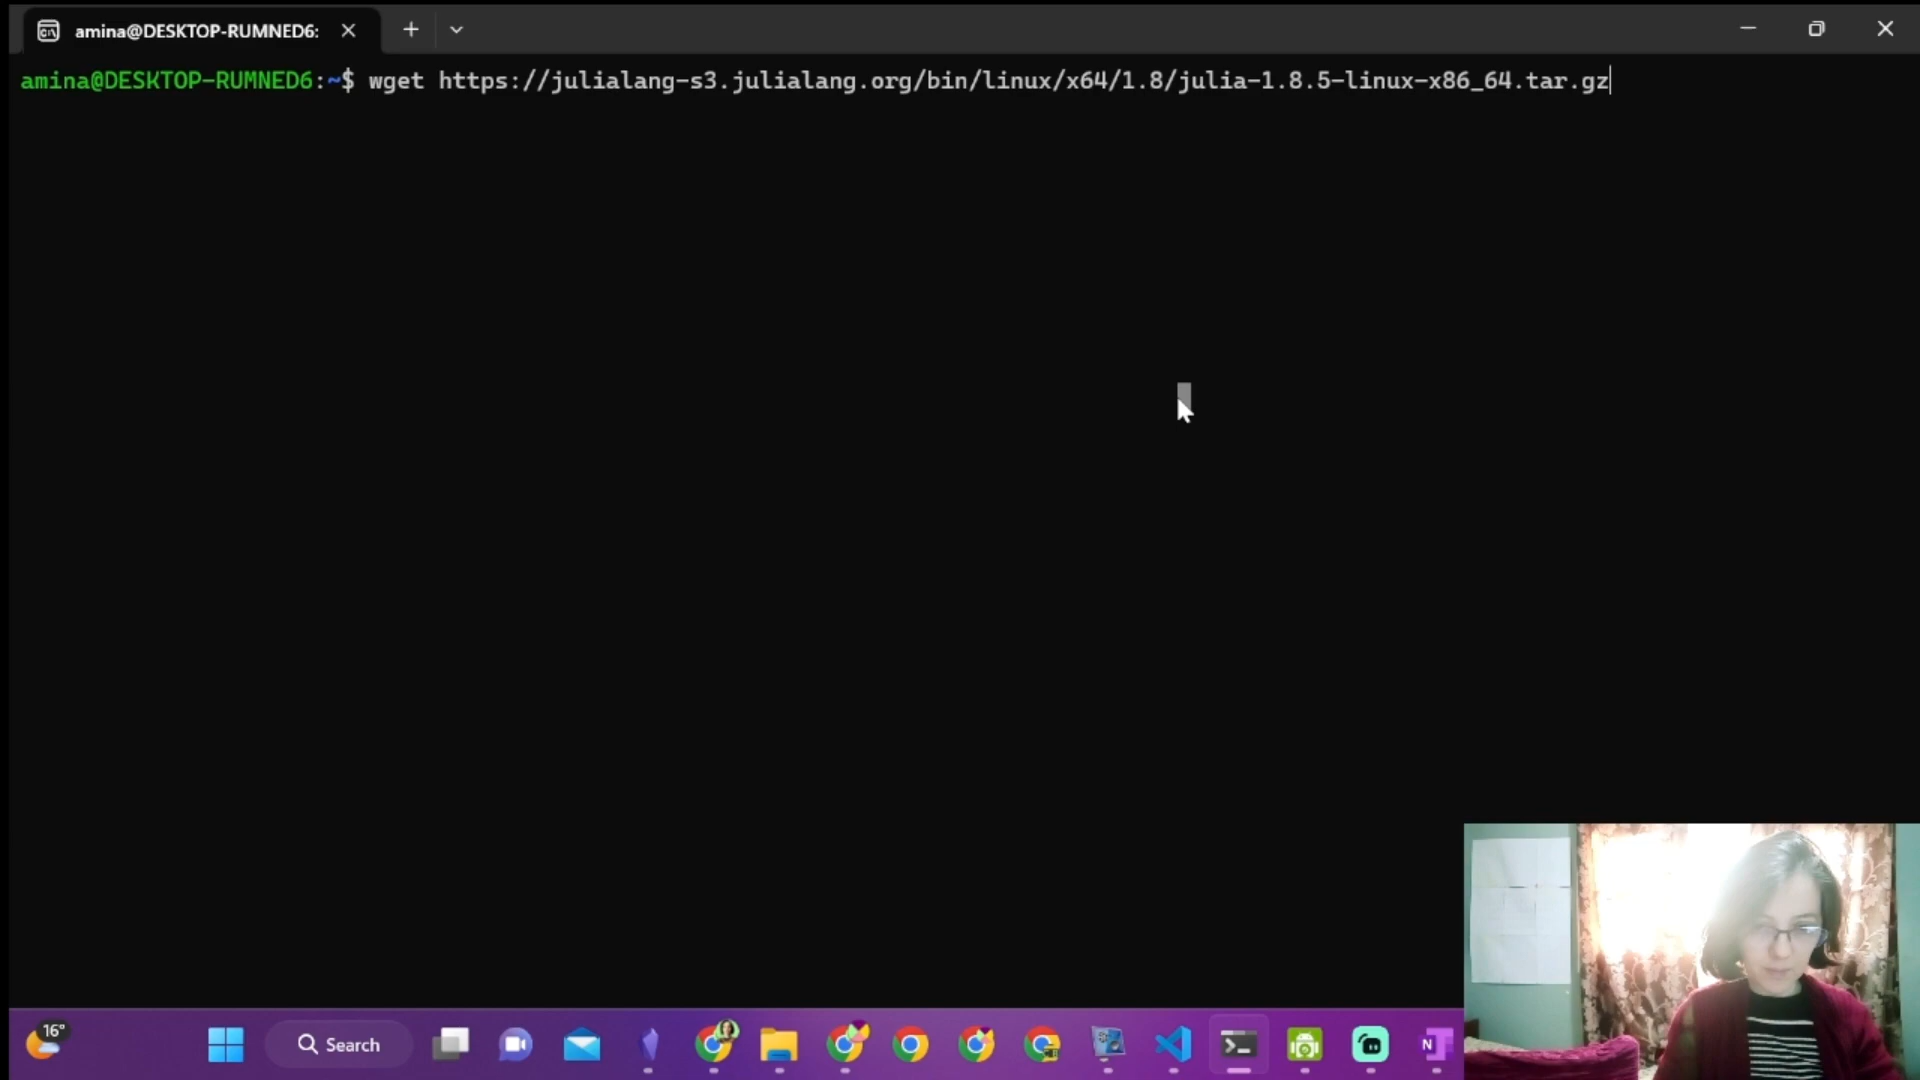 amina@DESKTOP-RUMNED6:
amina@DESKTOP-RUMNED6:~$ wget https://julialang-s3.julialang.org/bin/linux/x64/1.8/julia-1.8.5-linux-x86_64.tar.gz
16°
Search
N